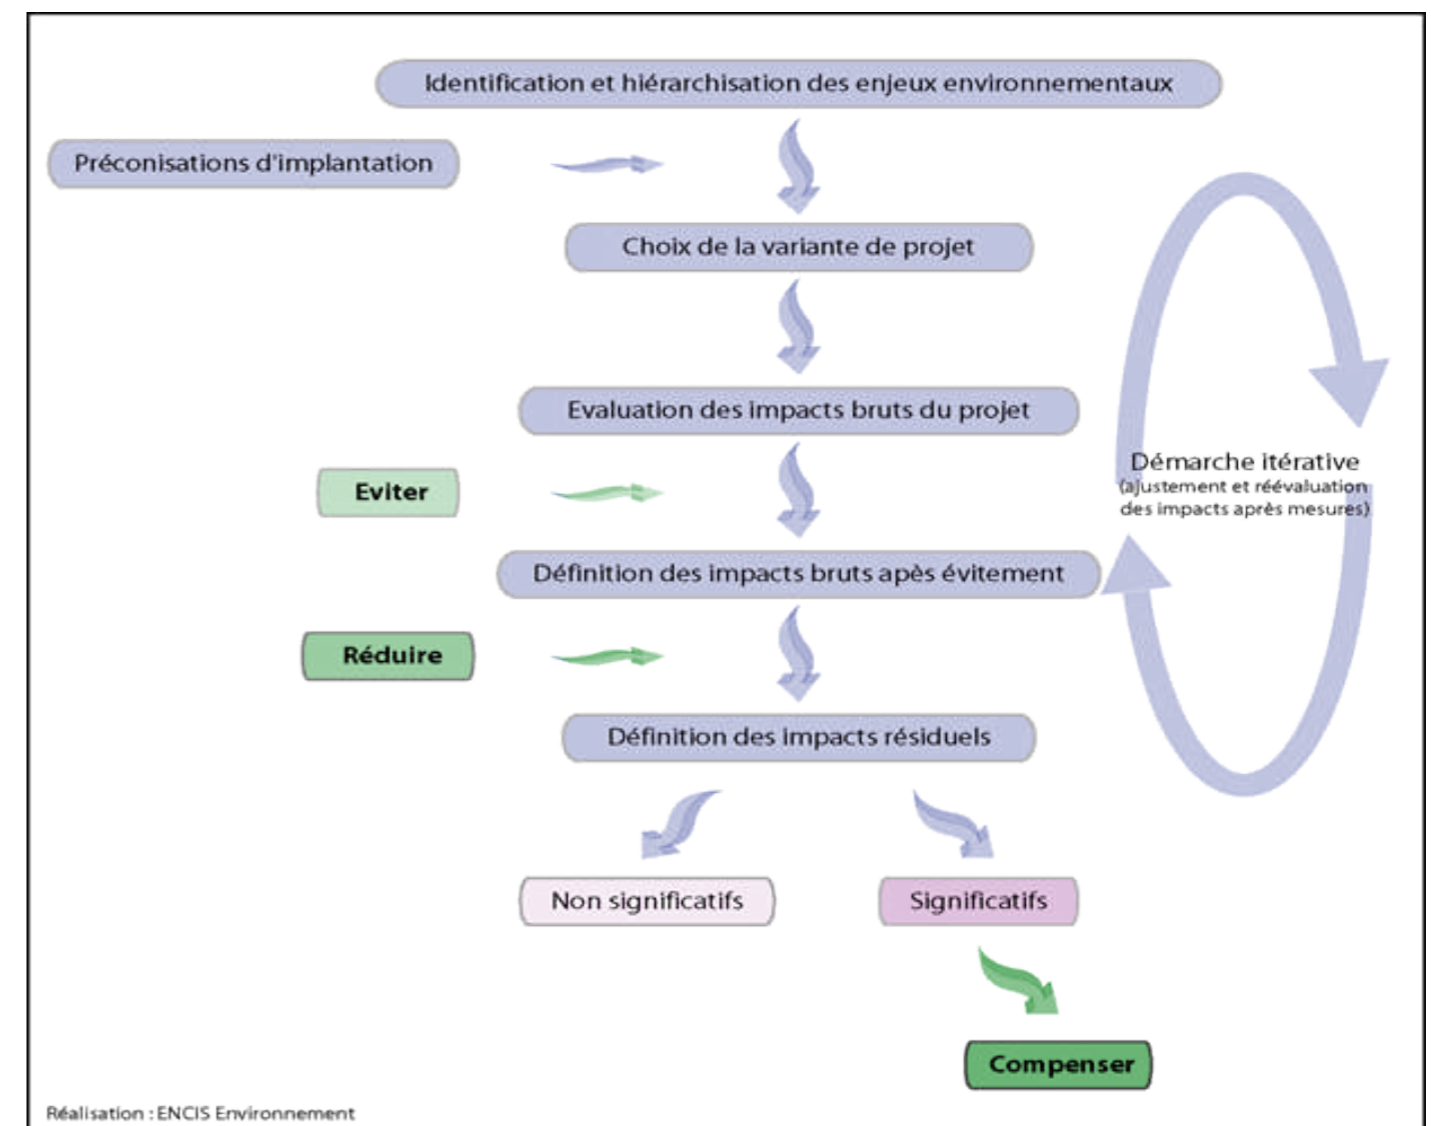 Identification et hiérarchisation des enjeux environnementaux
Préconisations d'implantation
Choix de la variante de projet
Evaluation des impacts bruts du projet
Démarche itérative
(ajustement et réévaluation
des impacts après mesures)
Eviter
Définition des impacts bruts apès évitement
Réduire
Définition des impacts résiduels
Non significatifs
Significatifs
Compenser
Réalisation : ENCIS Environnement